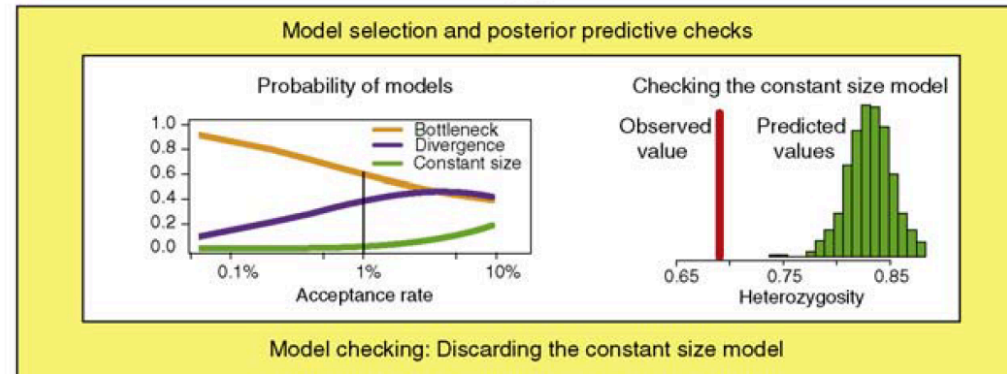 Model selection and posterior predictive checks
Probability of models
1.0
0.8
0.6
0.4
0.2
0.0
Bottleneck
Divergence
Constant size
0.1%
1%
10%
Acceptance rate
Checking the constant size model
Observed
value
Predicted
values
0.65
0.75
0.85
Heterozygosity
Model checking: Discarding the constant size model